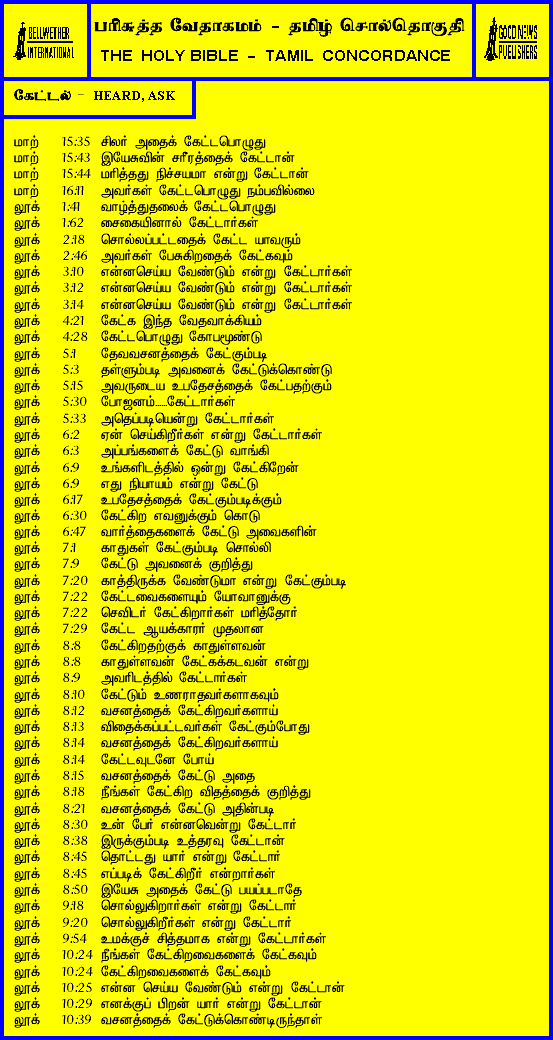 BELLWETHER
INTERNATIONAL
பரிசுத்த வேதாகமம் - தமிழ் சொல்தொகுதி
THE HOLY BIBLE - TAMIL CONCORDANCE
GOOD NEWS
PUBLISHERS
கேட்டல் - HEARD, ASK
மாற் 15:35 சிலர் அதைக் கேட்டபொழுது
மாற் 15:43 இயேசுவின் சரீரத்தைக் கேட்டான்
மாற் 15:44 மரித்தது நிச்சயமா என்று கேட்டான்
மாற் 16:11 அவர்கள் கேட்டபொழுது நம்பவில்லை
லூக் 1:41 வாழ்த்துதலைக் கேட்டபொழுது
லூக் 1:62 சைகையினால் கேட்டார்கள்
லூக் 2:18 சொல்லப்பட்டதைக் கேட்ட யாவரும்
லூக் 2:46 அவர்கள் பேசுகிறதைக் கேட்கவும்
லூக் 3:10 என்னசெய்ய வேண்டும் என்று கேட்டார்கள்
லூக் 3:12 என்னசெய்ய வேண்டும் என்று கேட்டார்கள்
லூக் 3:14 என்னசெய்ய வேண்டும் என்று கேட்டார்கள்
லூக் 4:21 கேட்க இந்த வேதவாக்கியம்
லூக் 4:28 கேட்டபொழுது கோபமூண்டு
லூக் 5:1 தேவவசனத்தைக் கேட்கும்படி
லூக் 5:3 தள்ளும்படி அவனைக் கேட்டுக்கொண்டு
லூக் 5:15 அவருடைய உபதேசத்தைக் கேட்பதற்கும்
லூக் 5:30 போஜனம்......கேட்டார்கள்
லூக் 5:33 அதெப்படியென்று கேட்டார்கள்
லூக் 6:2 ஏன் செய்கிறீர்கள் என்று கேட்டார்கள்
லூக் 6:3 அப்பங்களைக் கேட்டு வாங்கி
லூக் 6:9 உங்களிடத்தில் ஒன்று கேட்கிறேன்
லூக் 6:9 எது நியாயம் என்று கேட்டு
லூக் 6:17 உபதேசத்தைக் கேட்கும்படிக்கும்
லூக் 6:30 கேட்கிற எவனுக்கும் கொடு
லூக் 6:47 வார்த்தைகளைக் கேட்டு அவைகளின்
லூக் 7:1 காதுகள் கேட்கும்படி சொல்லி
லூக் 7:9 கேட்டு அவனைக் குறித்து
லூக் 7:20 காத்திருக்க வேண்டுமா என்று கேட்கும்படி
லூக் 7:22 கேட்டவைகளையும் யோவானுக்கு
லூக் 7:22 செவிடர் கேட்கிறார்கள் மரித்தோர்
லூக் 7:29 கேட்ட ஆயக்காரர் முதலான
லூக் 8:8 கேட்கிறதற்குக் காதுள்ளவன்
லூக் 8:8 காதுள்ளவன் கேட்கக்கடவன் என்று
லூக் 8:9 அவரிடத்தில் கேட்டார்கள்
லூக் 8:10 கேட்டும் உணராதவர்களாகவும்
லூக் 8:12 வசனத்தைக் கேட்கிறவர்களாய்
லூக் 8:13 விதைக்கப்பட்டவர்கள் கேட்கும்போது
லூக் 8:14 வசனத்தைக் கேட்கிறவர்களாய்
லூக் 8:14 கேட்டவுடனே போய்
லூக் 8:15 வசனத்தைக் கேட்டு அதை
லூக் 8:18 நீங்கள் கேட்கிற விதத்தைக் குறித்து
லூக் 8:21 வசனத்தைக் கேட்டு அதின்படி
லூக் 8:30 உன் பேர் என்னவென்று கேட்டார்
லூக் 8:38 இருக்கும்படி உத்தரவு கேட்டான்
லூக் 8:45 தொட்டது யார் என்று கேட்டார்
லூக் 8:45 எப்படிக் கேட்கிறீர் என்றார்கள்
லூக் 8:50 இயேசு அதைக் கேட்டு பயப்படாதே
லூக் 9:18 சொல்லுகிறார்கள் என்று கேட்டார்
லூக் 9:20 சொல்லுகிறீர்கள் என்று கேட்டார்
லூக் 9:54 உமக்குச் சித்தமாக என்று கேட்டார்கள்
லூக் 10:24 நீங்கள் கேட்கிறவைகளைக் கேட்கவும்
லூக் 10:24 கேட்கிறவைகளைக் கேட்கவும்
லூக் 10:25 என்ன செய்ய வேண்டும் என்று கேட்டான்
லூக் 10:29 எனக்குப் பிறன் யார் என்று கேட்டான்
லூக் 10:39 வசனத்தைக் கேட்டுக்கொண்டிருந்தாள்